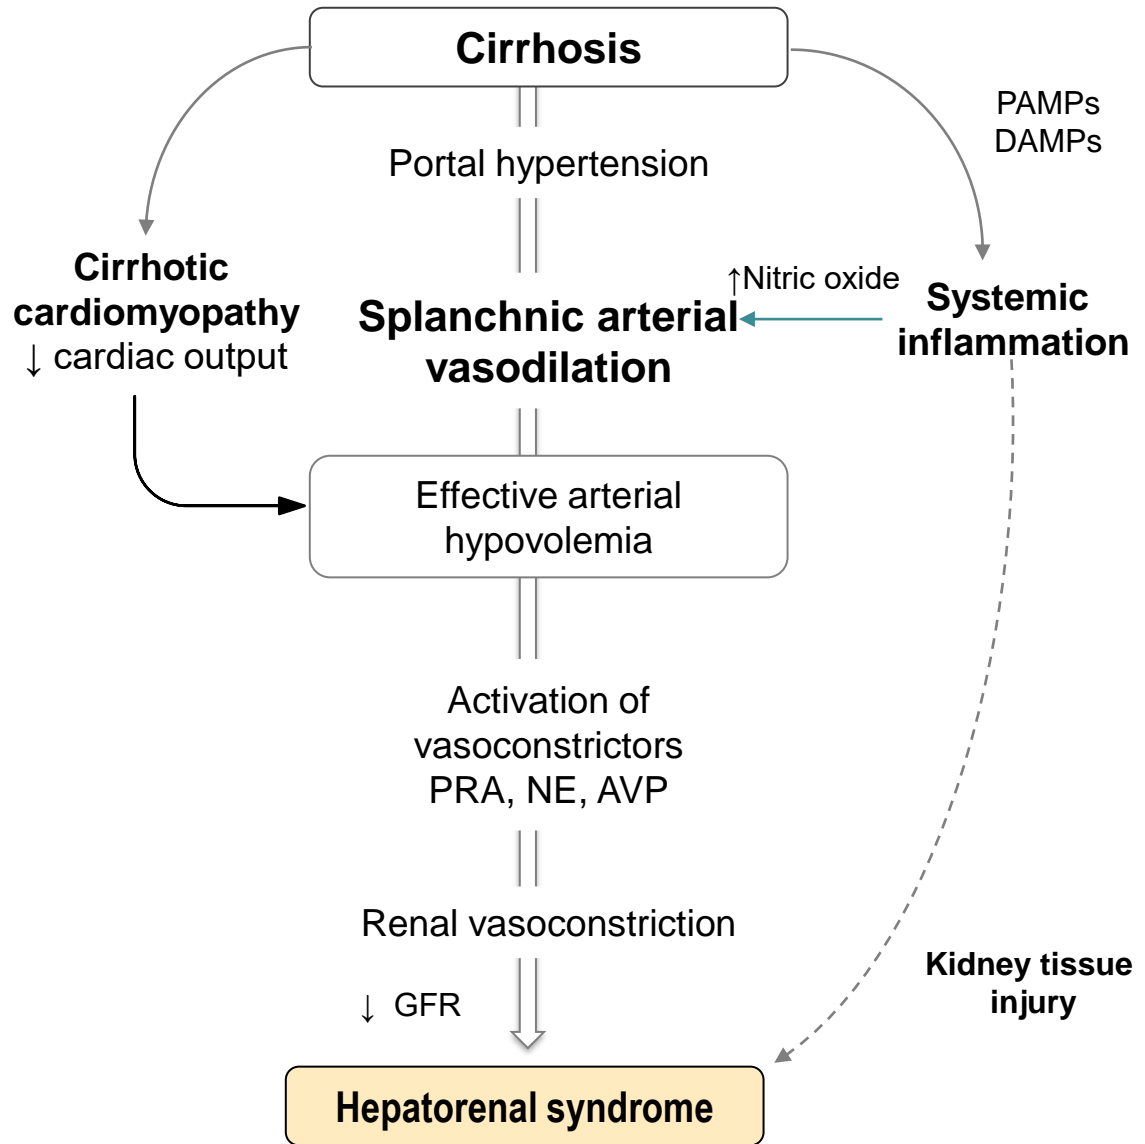 Cirrhosis
PAMPs
DAMPs
Portal hypertension
Cirrhotic
cardiomyopathy
↓ cardiac output
↑Nitric oxide
Splanchnic arterial
vasodilation
Systemic
inflammation
Effective arterial
hypovolemia
Activation of
vasoconstrictors
PRA, NE, AVP
Renal vasoconstriction
↓ GFR
Kidney tissue
injury
Hepatorenal syndrome